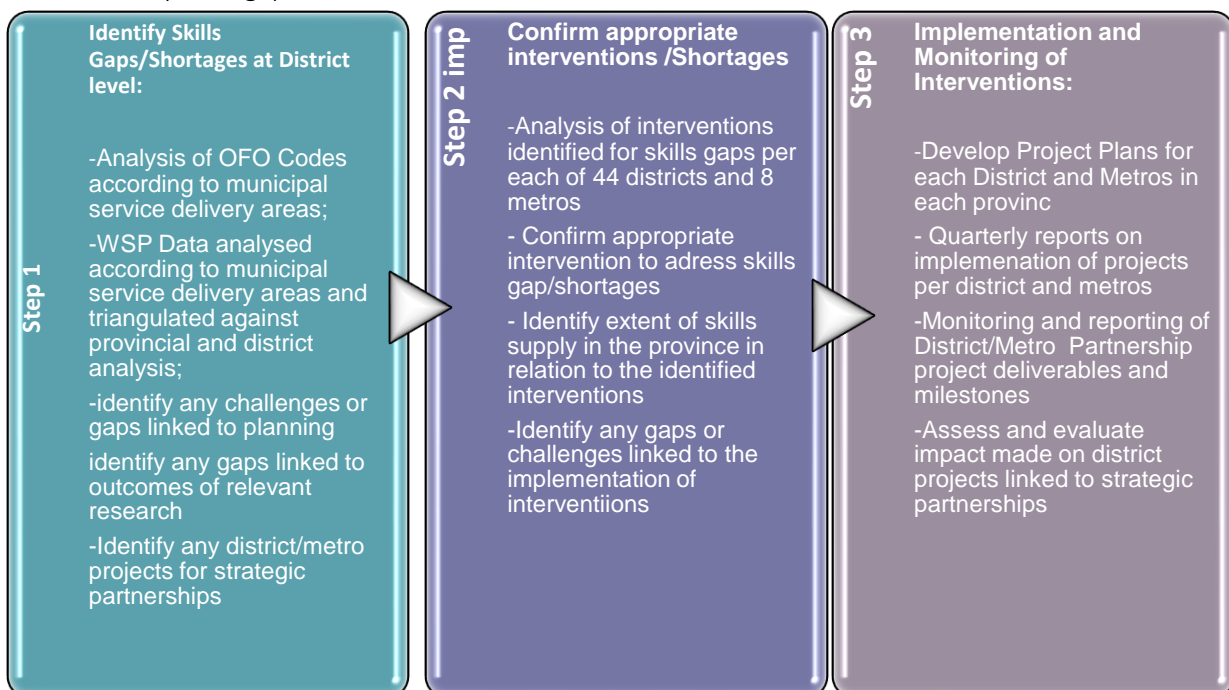 Step 1
Identify Skills
Gaps/Shortages at District
level:
-Analysis of OFO Codes
according to municipal
service delivery areas;
-WSP Data analysed
according to municipal
service delivery areas and
triangulated against
provincial and district
analysis;
-identify any challenges or
gaps linked to planning
identify any gaps linked to
outcomes of relevant
research
-Identify any district/metro
projects for strategic
partnerships
Step 2 imp
Confirm appropriate
interventions /Shortages
-Analysis of interventions
identified for skills gaps per
each of 44 districts and 8
metros
- Confirm appropriate
intervention to adress skills
gap/shortages
- Identify extent of skills
supply in the province in
relation to the identified
interventions
-Identify any gaps or
challenges linked to the
implementation of
interventiions
Step 3
Implementation and
Monitoring of
Interventions:
-Develop Project Plans for
each District and Metros in
each provinc
- Quarterly reports on
implemenation of projects
per district and metros
-Monitoring and reporting of
District/Metro Partnership
project deliverables and
milestones
-Assess and evaluate
impact made on district
projects linked to strategic
partnerships